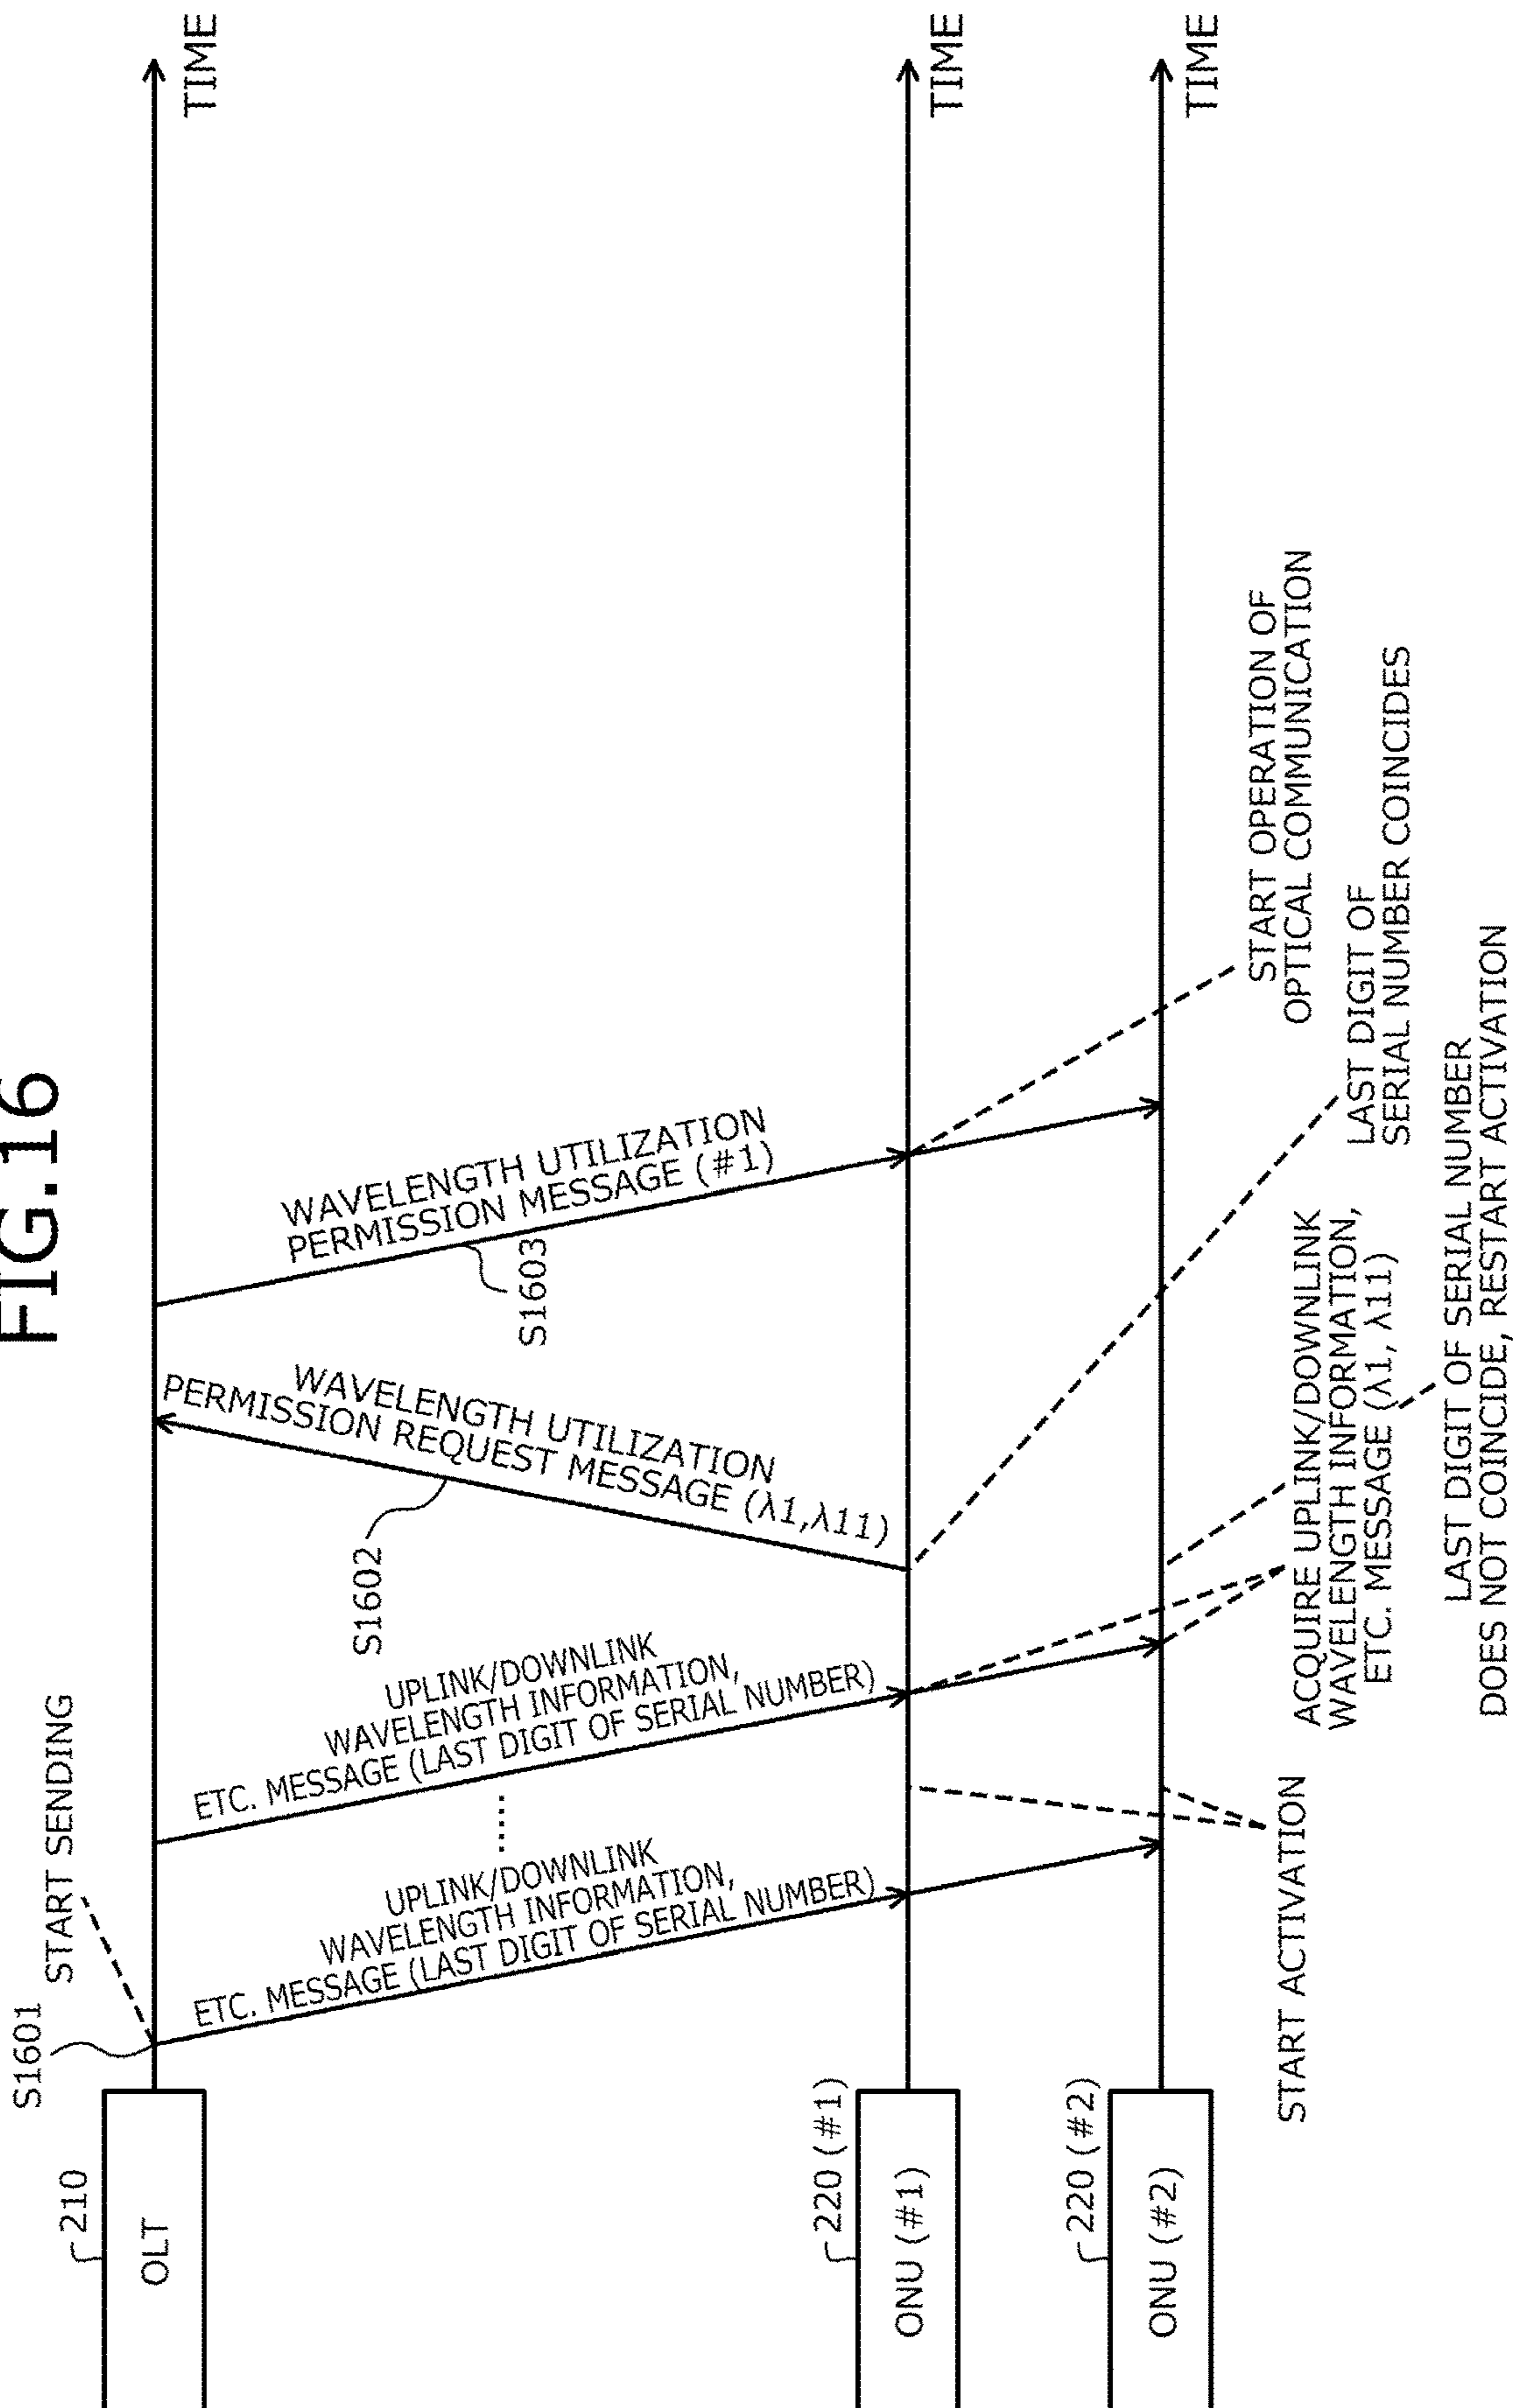 FIG.16
S1601
START SENDING
210
OLT
TIME
UPLINK/DOWNLINK
WAVELENGTH INFORMATION,
ETC. MESSAGE (LAST DIGIT OF SERIAL NUMBER)
UPLINK/DOWNLINK
WAVELENGTH INFORMATION,
ETC. MESSAGE (LAST DIGIT OF SERIAL NUMBER)
S1602
WAVELENGTH UTILIZATION
PERMISSION REQUEST MESSAGE (λ1,λ11)
WAVELENGTH UTILIZATION
PERMISSION MESSAGE (#1)
S1603
220 (#1)
ONU (#1)
TIME
220 (#2)
ONU (#2)
TIME
START ACTIVATION
ACQUIRE UPLINK/DOWNLINK
WAVELENGTH INFORMATION,
ETC. MESSAGE (λ1, λ11)
START OPERATION OF
OPTICAL COMMUNICATION
LAST DIGIT OF
SERIAL NUMBER COINCIDES
LAST DIGIT OF SERIAL NUMBER
DOES NOT COINCIDE, RESTART ACTIVATION